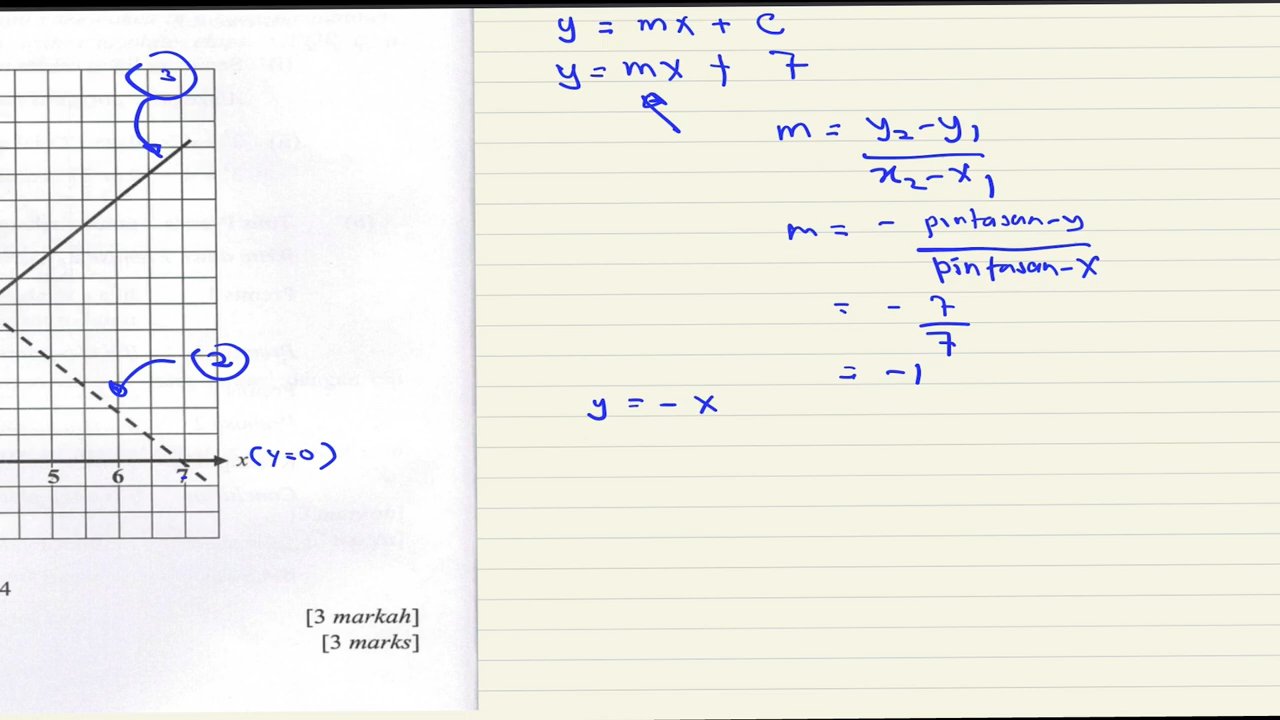 y = mx + c
y = mx + 7
3
m = y₂-y₁
x₂-x₁
m = - pintasan-y
pintasan-x
= - 7
7
2
= -1
y = - x
x (y=0)
5 6 7
4
[3 markah]
[3 marks]